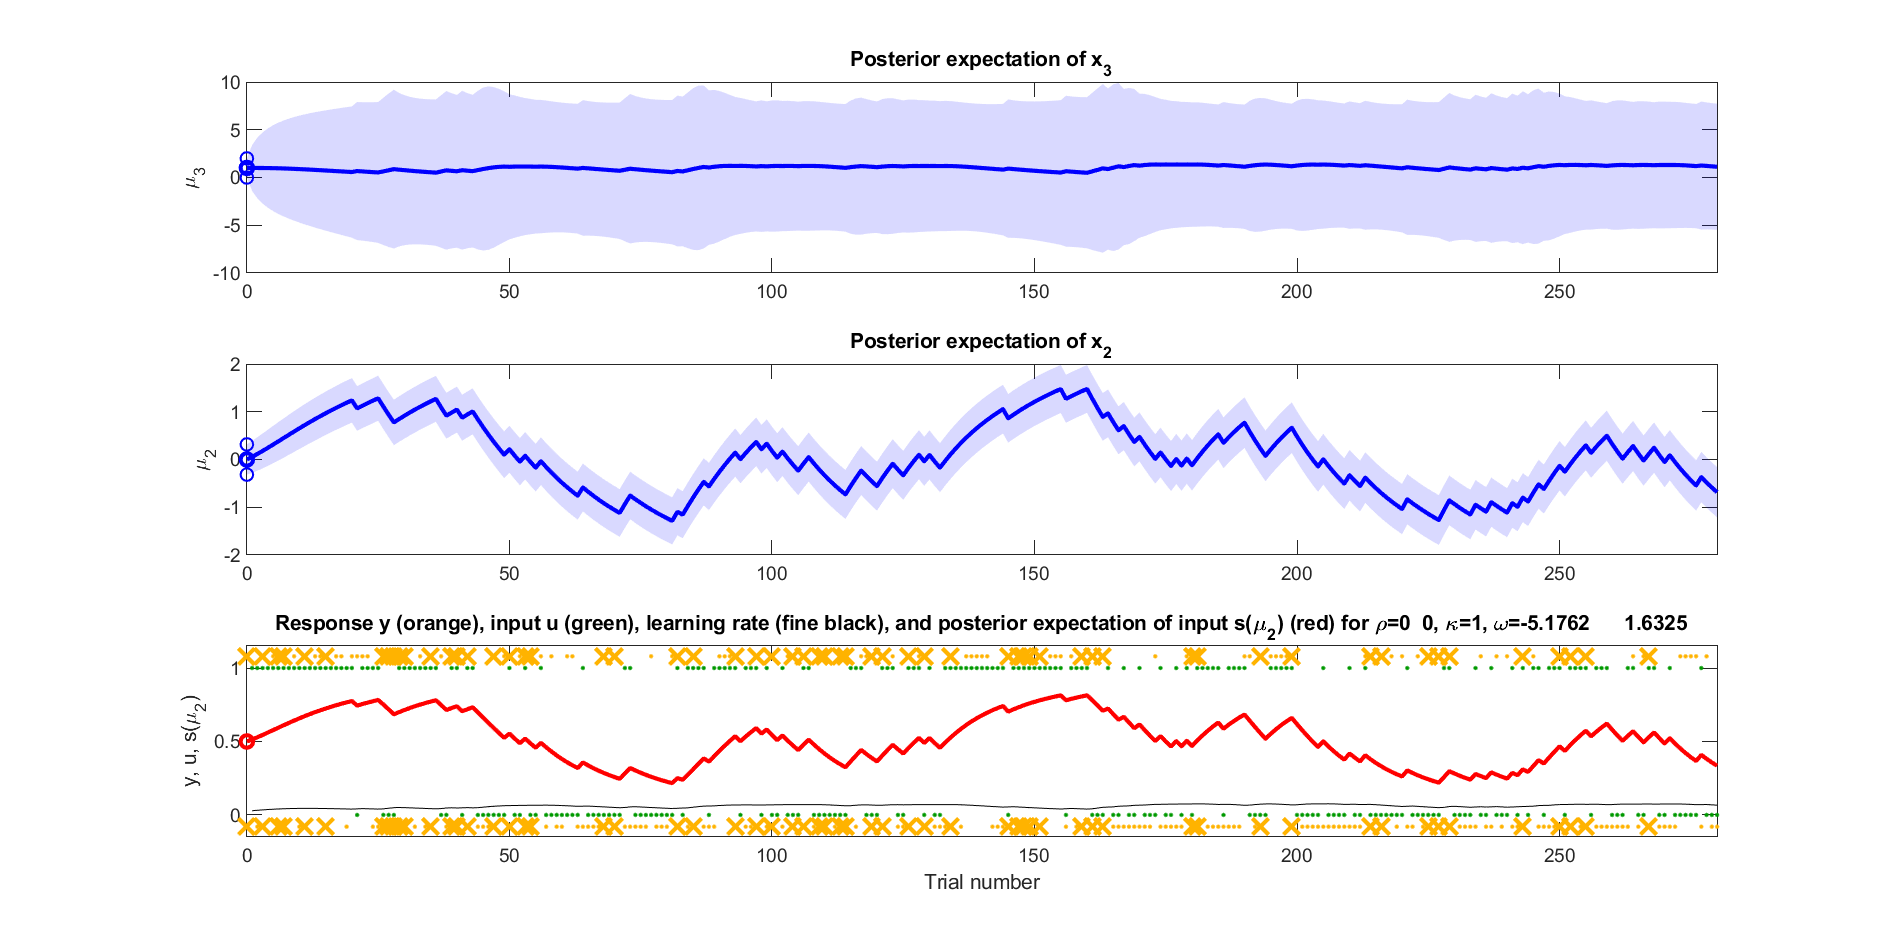 Posterior expectation of x₃
10
5
0
-5
-10
μ₃
0 50 100 150 200 250
Posterior expectation of x₂
2
1
0
-1
-2
μ₂
0 50 100 150 200 250
Response y (orange), input u (green), learning rate (fine black), and posterior expectation of input s(μ₂) (red) for ρ=0 0, κ=1, ω=-5.1762 1.6325
1
0.5
0
y, u, s(μ₂)
0 50 100 150 200 250
Trial number